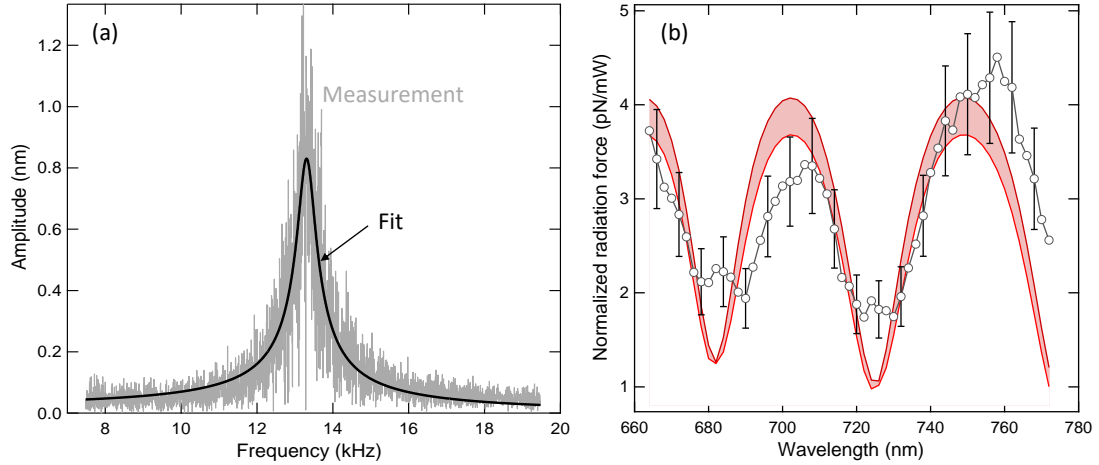 (a)
Measurement
Fit
1.2
1.0
0.8
0.6
0.4
0.2
0.0
Amplitude (nm)
8 10 12 14 16 18 20
Frequency (kHz)
(b)
5
4
3
2
1
Normalized radiation force (pN/mW)
660 680 700 720 740 760 780
Wavelength (nm)